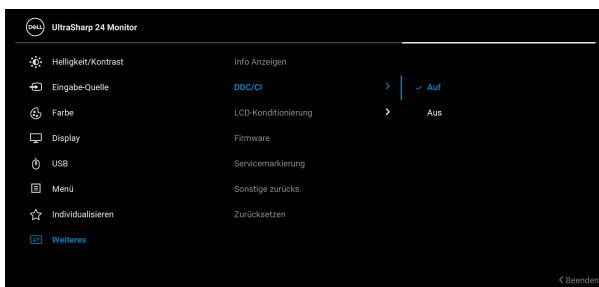 DELL UltraSharp 24 Monitor
Helligkeit/Kontrast Info Anzeigen
Eingabe-Quelle DDC/CI Auf
Farbe LCD-Konditionierung Aus
Display Firmware
USB Servicemarkierung
Menü Sonstige zurücks.
Individualisieren Zurücksetzen
Weiteres
Beenden